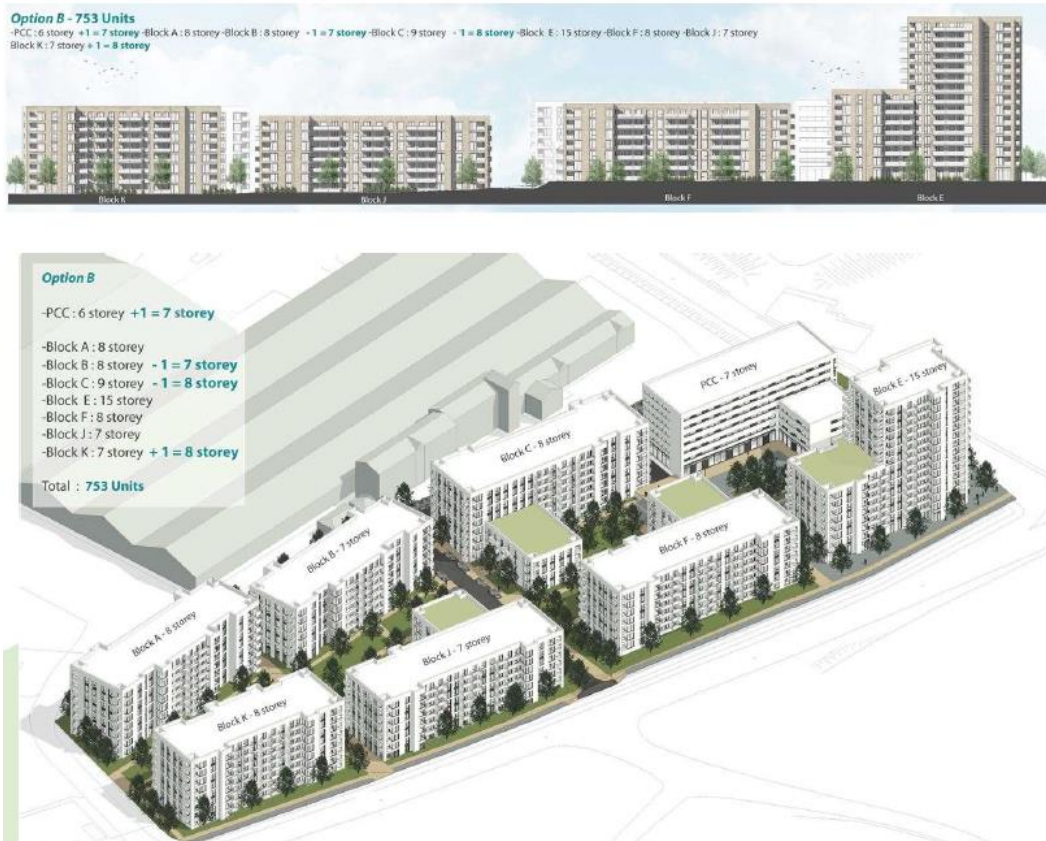 Option B - 753 Units
-PCC : 6 storey +1 = 7 storey -Block A : 8 storey -Block B : 8 storey - 1 = 7 storey -Block C : 9 storey - 1 = 8 storey -Block E : 15 storey -Block F : 8 storey -Block J : 7 storey
Block K : 7 storey + 1 = 8 storey
Block K
Block J
Block F
Block E
Option B
-PCC : 6 storey +1 = 7 storey
-Block A : 8 storey
-Block B : 8 storey - 1 = 7 storey
-Block C : 9 storey - 1 = 8 storey
-Block E : 15 storey
-Block F : 8 storey
-Block J : 7 storey
-Block K : 7 storey + 1 = 8 storey
Total : 753 Units
PCC - 7 storey
Block E - 15 storey
Block C - 8 storey
Block B - 7 storey
Block F - 8 storey
Block A - 8 storey
Block J - 7 storey
Block K - 8 storey